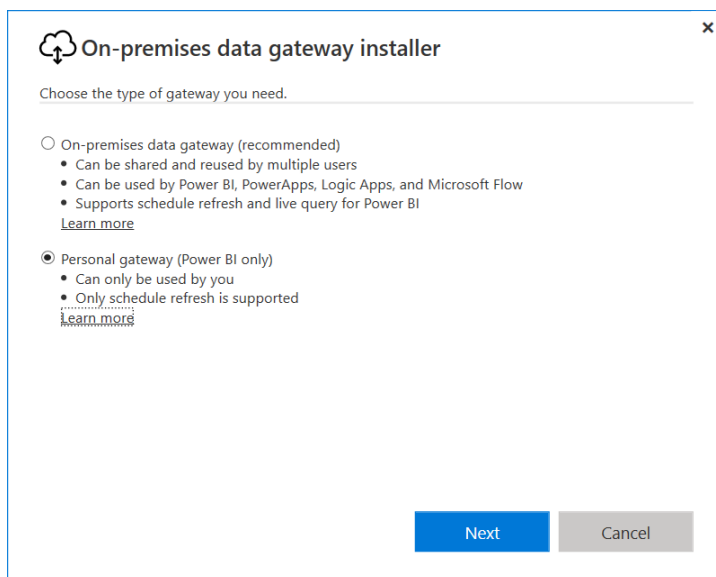 On-premises data gateway installer
Choose the type of gateway you need.
On-premises data gateway (recommended)
• Can be shared and reused by multiple users
• Can be used by Power BI, PowerApps, Logic Apps, and Microsoft Flow
• Supports schedule refresh and live query for Power BI
Learn more
Personal gateway (Power BI only)
• Can only be used by you
• Only schedule refresh is supported
Learn more
Next Cancel